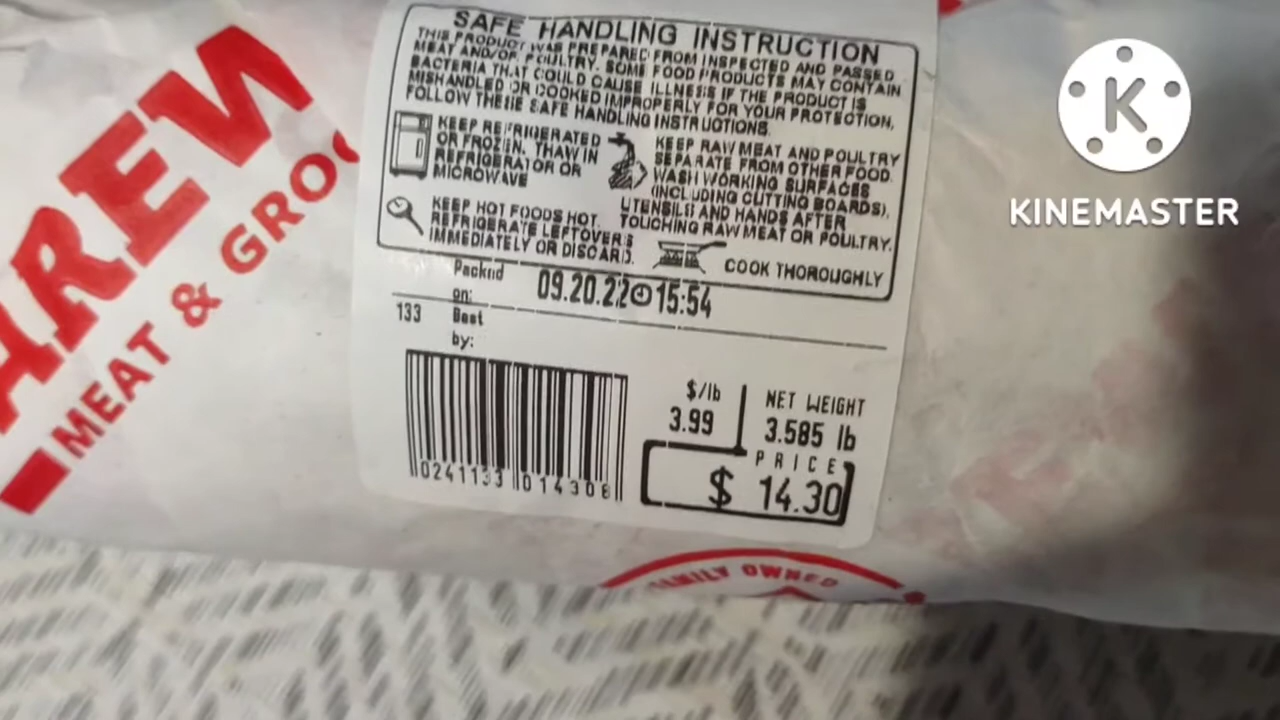 AREW
MEAT & GRO
SAFE HANDLING INSTRUCTION
THIS PRODUCT WAS PREPARED FROM INSPECTED AND PASSED
MEAT AND/OR POULTRY. SOME FOOD PRODUCTS MAY CONTAIN
BACTERIA THAT COULD CAUSE ILLNESS IF THE PRODUCT IS
MISHANDLED OR COOKED IMPROPERLY FOR YOUR PROTECTION,
FOLLOW THESE SAFE HANDLING INSTRUCTIONS.
KEEP REFRIGERATED
OR FROZEN. THAW IN
REFRIGERATOR OR
MICROWAVE
KEEP RAW MEAT AND POULTRY
SEPARATE FROM OTHER FOOD.
WASH WORKING SURFACES
(INCLUDING CUTTING BOARDS),
UTENSILS AND HANDS AFTER
TOUCHING RAW MEAT OR POULTRY.
KEEP HOT FOODS HOT.
REFRIGERATE LEFTOVERS
IMMEDIATELY OR DISCARD.
COOK THOROUGHLY
Packed
on:
09.20.22 15:54
133 Best
by:
0241133 014308
$/lb
3.99
NET WEIGHT
3.585 lb
PRICE
$ 14.30
FAMILY OWNED
K
KINEMASTER